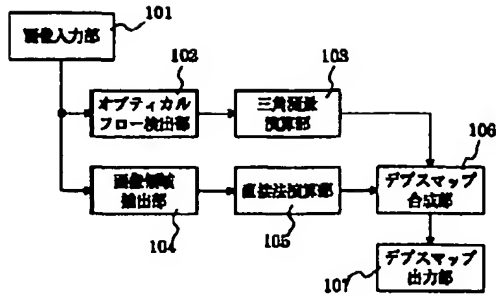 101
画像入力部
102
103
オプティカル
フロー検出部
三角測量
演算部
106
画像領域
抽出部
直接法演算部
デプスマップ
合成部
104
105
デプスマップ
出力部
107